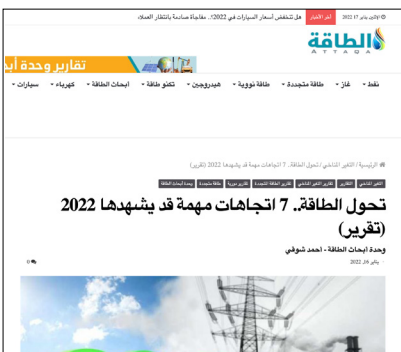 الإثنين, يناير 17 2022 أخر الأخبار هل تنخفض أسعار السيارات في 2022؟.. مفاجأة صادمة بانتظار العملاء
الطاقة
ATTAQA
تقارير وحدة أبح
نفط غاز طاقة متجددة طاقة نووية هيدروجين تكنو طاقة أبحاث الطاقة كهرباء سيارات
الرئيسية/التغير المناخي/تحول الطاقة.. 7 اتجاهات مهمة قد يشهدها 2022 (تقرير)
التغير المناخي التقارير تقارير التغير المناخي تقارير الطاقة المتجددة تقارير دورية طاقة متجددة وحدة أبحاث الطاقة
تحول الطاقة.. 7 اتجاهات مهمة قد يشهدها 2022
(تقرير)
وحدة أبحاث الطاقة - أحمد شوقي
يناير 16, 2022 0